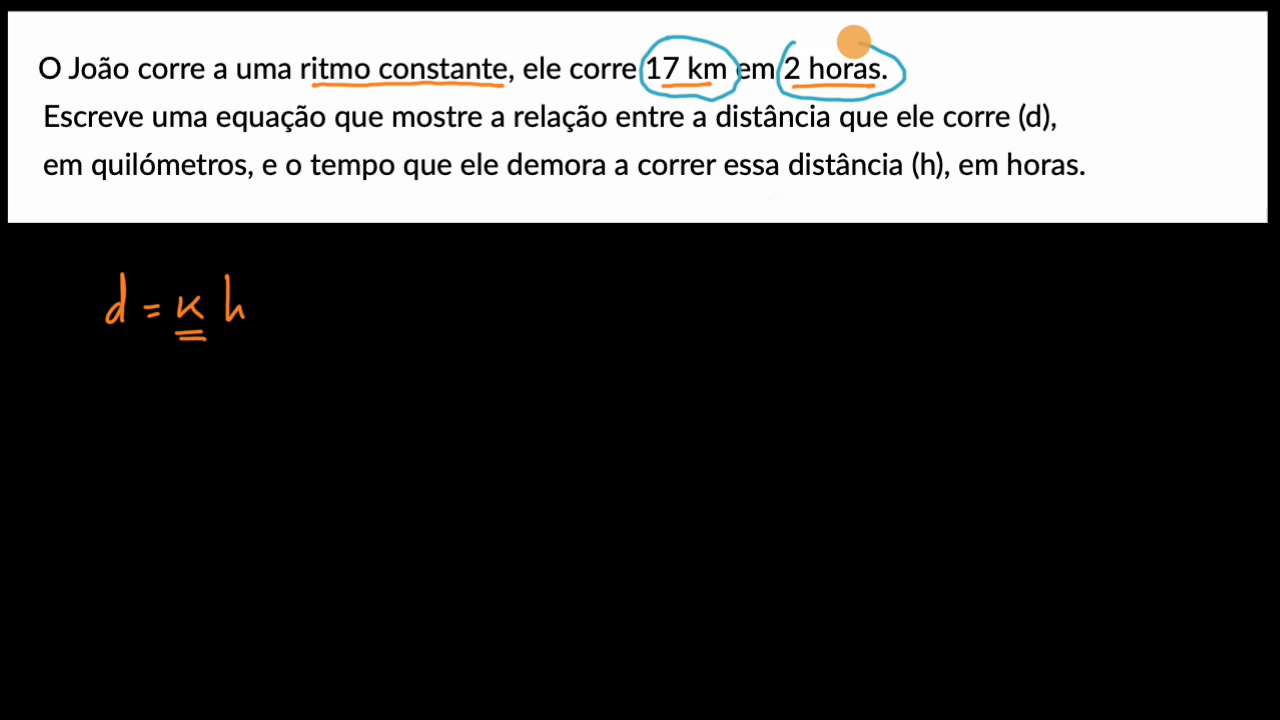 O João corre a uma ritmo constante, ele corre 17 km em 2 horas.
Escreve uma equação que mostre a relação entre a distância que ele corre (d),
em quilómetros, e o tempo que ele demora a correr essa distância (h), em horas.
d = k h